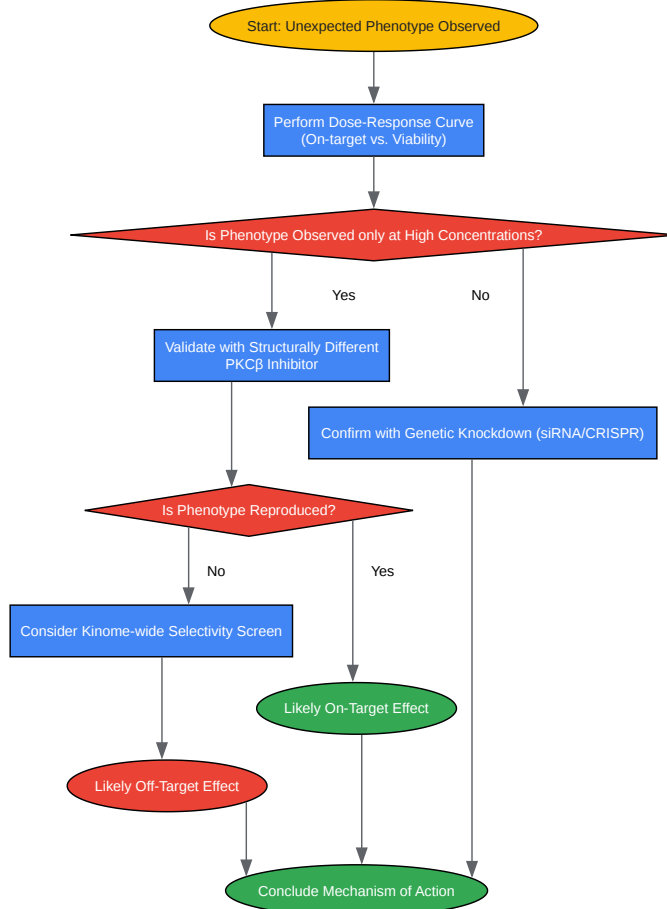 Start: Unexpected Phenotype Observed
Perform Dose-Response Curve
(On-target vs. Viability)
Is Phenotype Observed only at High Concentrations?
Yes
No
Validate with Structurally Different
PKCβ Inhibitor
Confirm with Genetic Knockdown (siRNA/CRISPR)
Is Phenotype Reproduced?
No
Yes
Consider Kinome-wide Selectivity Screen
Likely On-Target Effect
Likely Off-Target Effect
Conclude Mechanism of Action